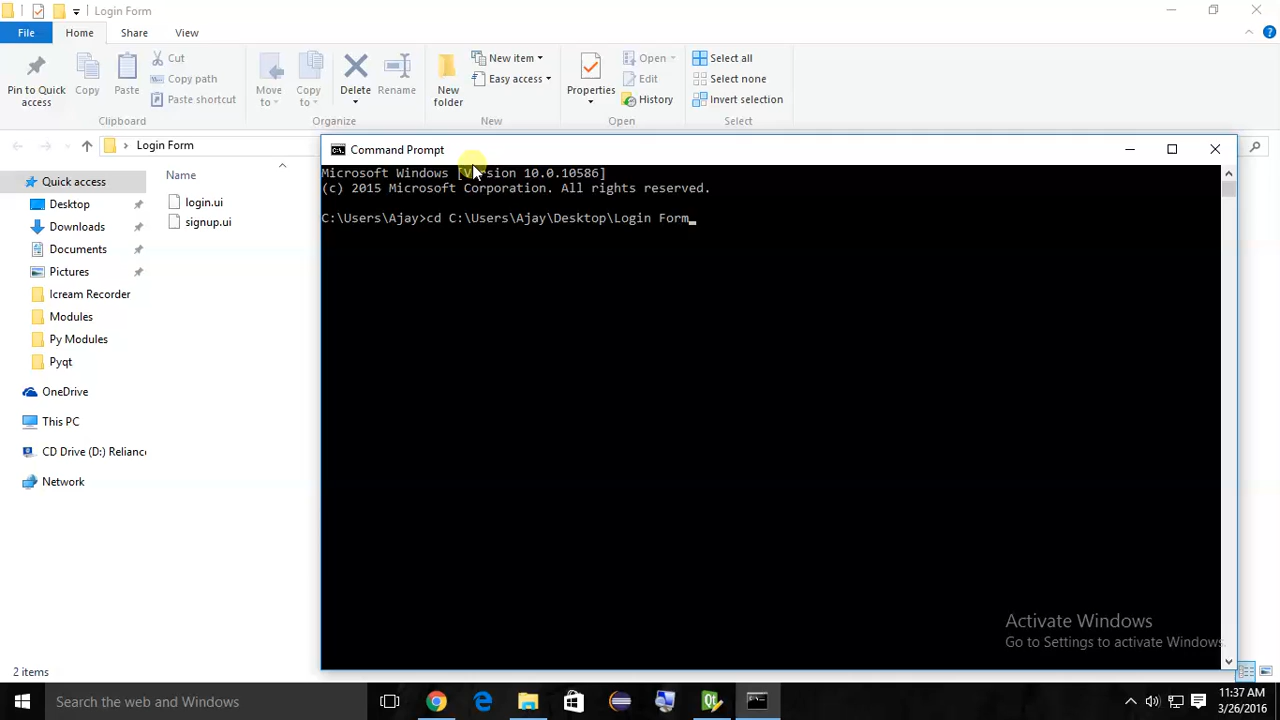 Login Form
File
Home
Share
View
Pin to Quick access
Copy
Paste
Cut
Copy path
Paste shortcut
Clipboard
Move to
Copy to
Delete
Rename
Organize
New folder
New item
Easy access
New
Properties
Open
Edit
History
Open
Select all
Select none
Invert selection
Select
Login Form
Quick access
Desktop
Downloads
Documents
Pictures
Icream Recorder
Modules
Py Modules
Pyqt
OneDrive
This PC
CD Drive (D:) Relianc
Network
Name
login.ui
signup.ui
Command Prompt
Microsoft Windows [Version 10.0.10586]
(c) 2015 Microsoft Corporation. All rights reserved.
C:\Users\Ajay>cd C:\Users\Ajay\Desktop\Login Form_
Activate Windows
Go to Settings to activate Windows.
2 items
Search the web and Windows
11:37 AM
3/26/2016